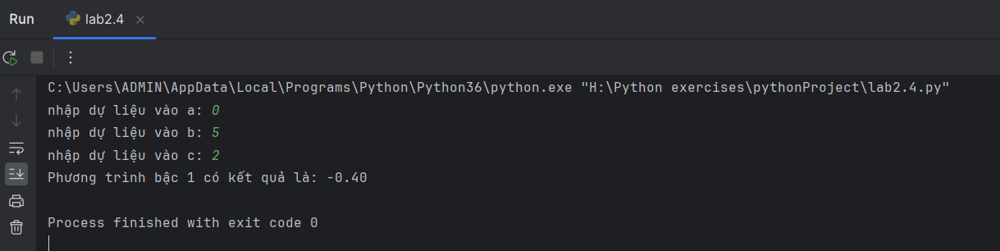 Run lab2.4
C:\Users\ADMIN\AppData\Local\Programs\Python\Python36\python.exe "H:\Python exercises\pythonProject\lab2.4.py"
nhập dự liệu vào a: 0
nhập dự liệu vào b: 5
nhập dự liệu vào c: 2
Phương trình bậc 1 có kết quả là: -0.40
Process finished with exit code 0